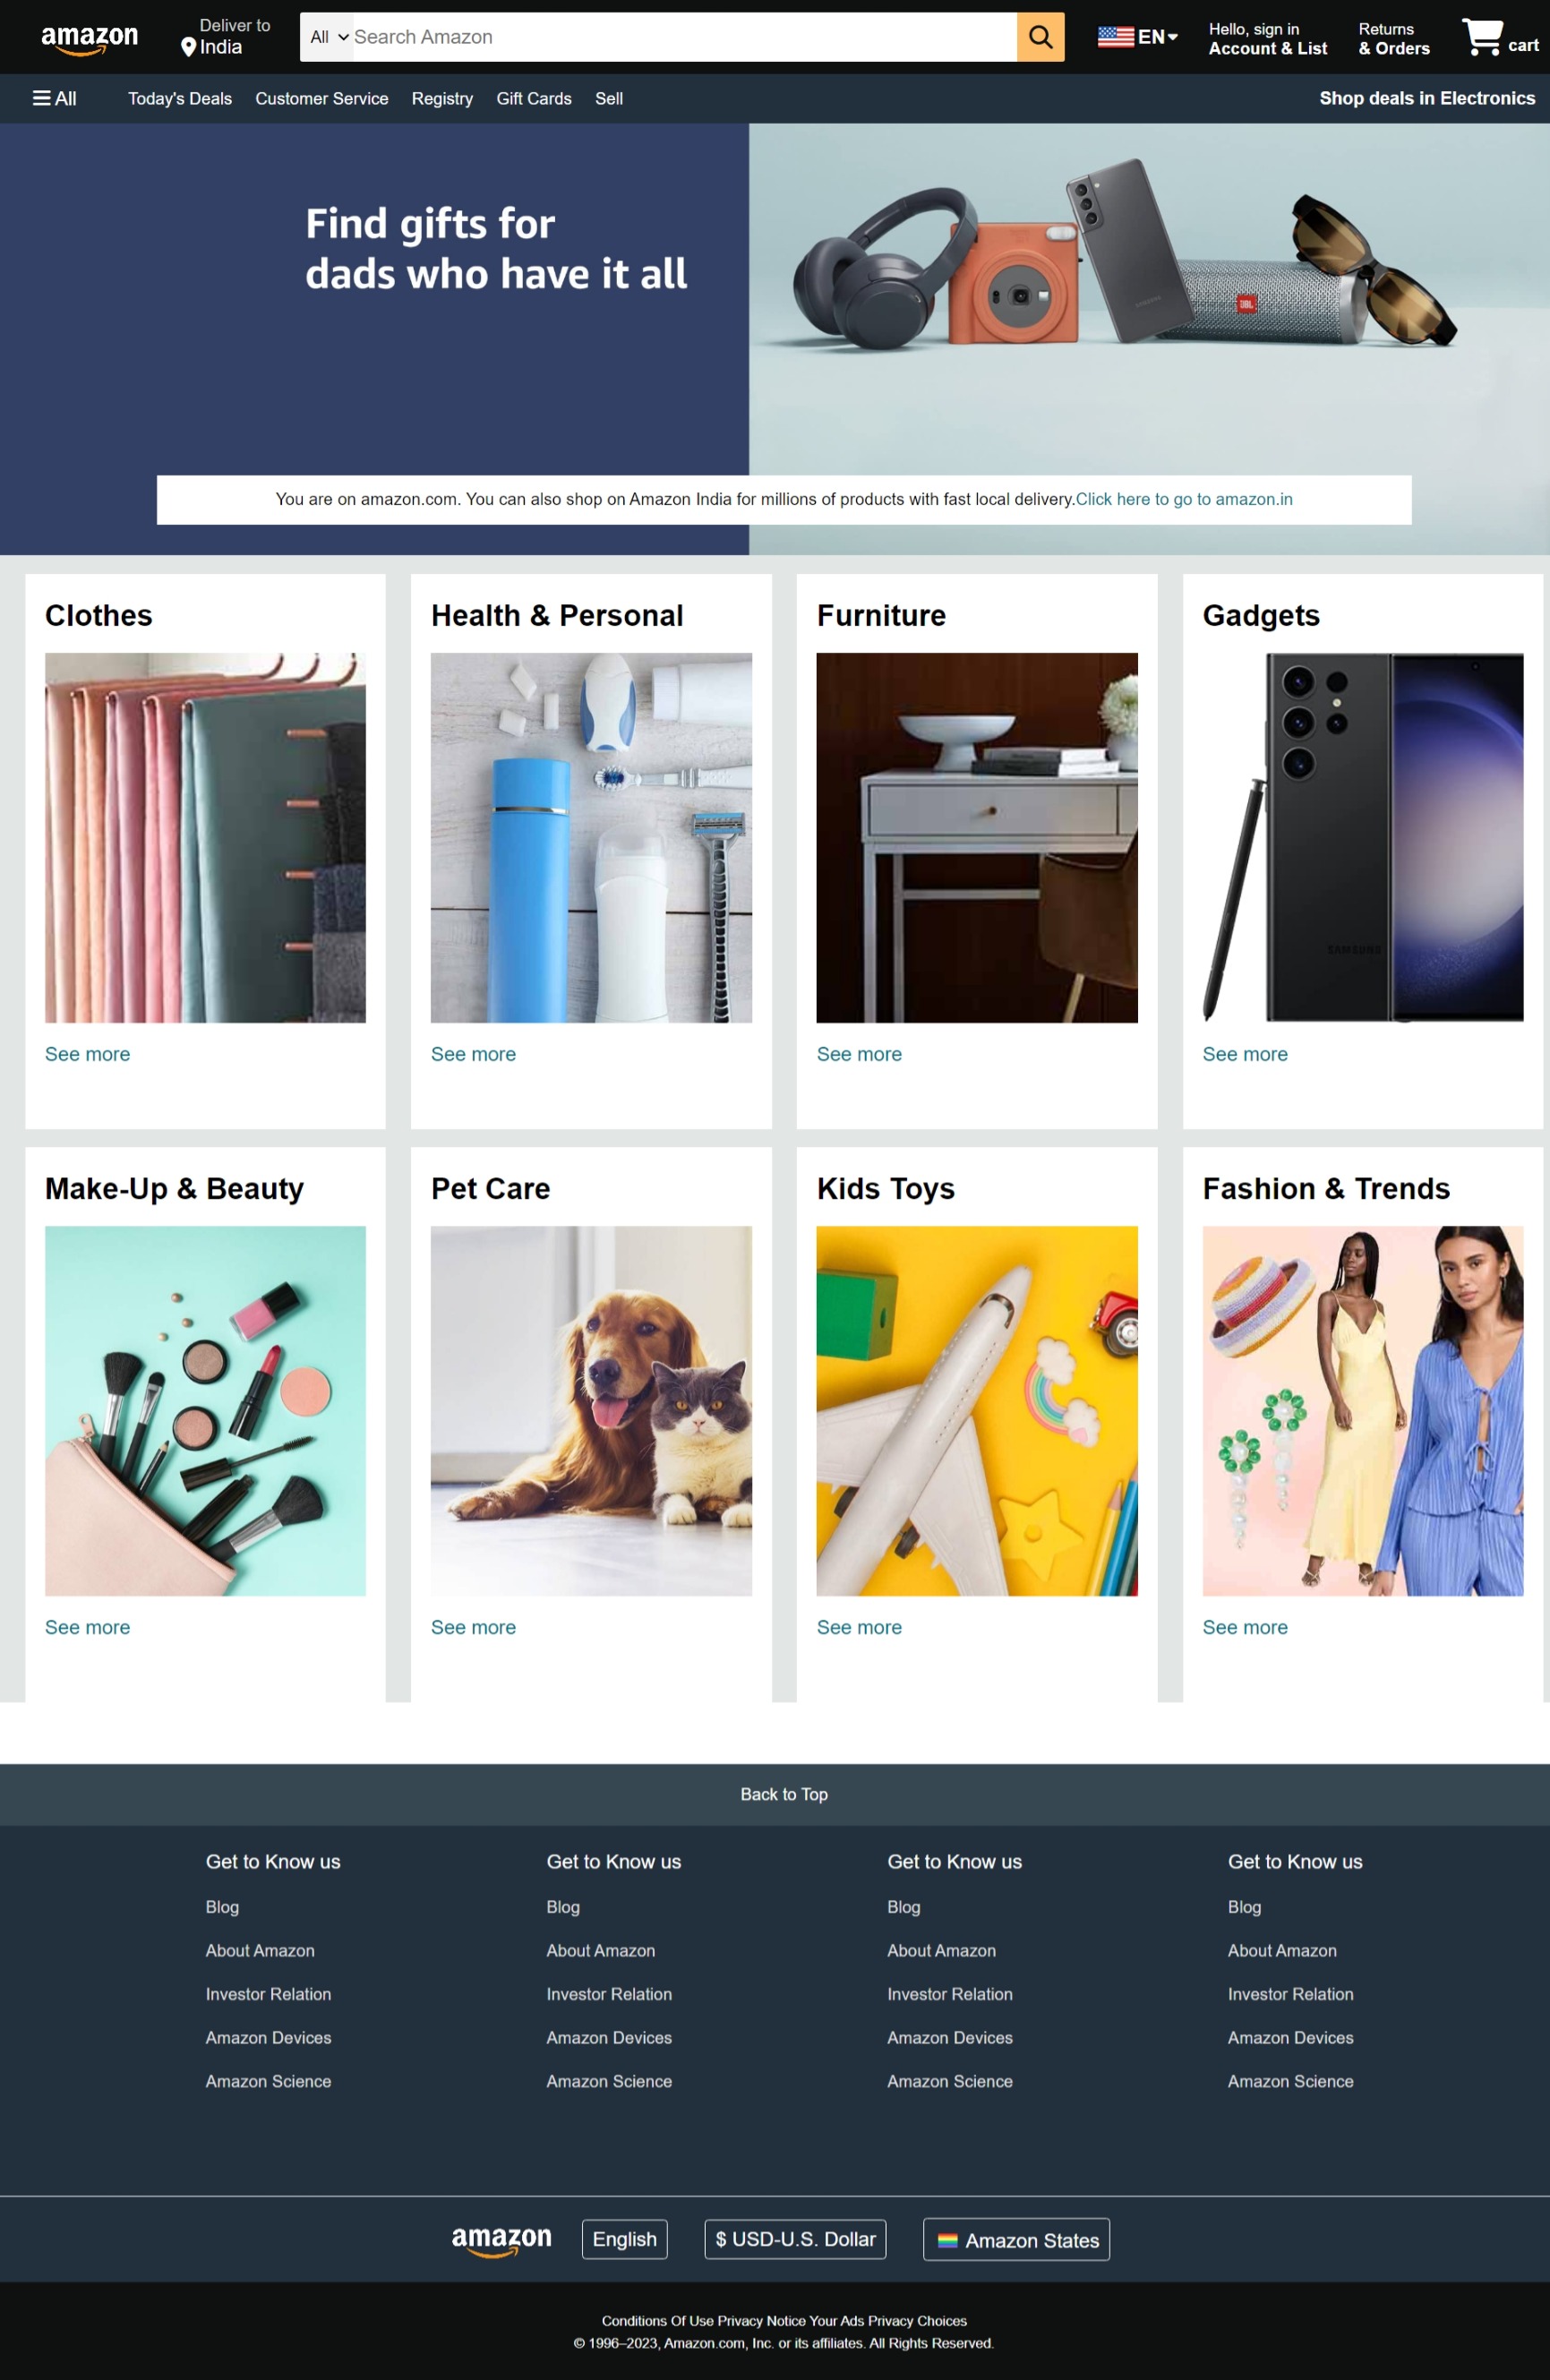 amazon
Deliver to
India
All
Search Amazon
EN
Hello, sign in
Account & List
Returns
& Orders
cart
All
Today's Deals
Customer Service
Registry
Gift Cards
Sell
Shop deals in Electronics
Find gifts for
dads who have it all
SAMSUNG
JBL
You are on amazon.com. You can also shop on Amazon India for millions of products with fast local delivery.Click here to go to amazon.in
Clothes
Health & Personal
Furniture
Gadgets
SAMSUNG
See more
See more
See more
See more
Make-Up & Beauty
Pet Care
Kids Toys
Fashion & Trends
See more
See more
See more
See more
Back to Top
Get to Know us
Blog
About Amazon
Investor Relation
Amazon Devices
Amazon Science
Get to Know us
Blog
About Amazon
Investor Relation
Amazon Devices
Amazon Science
Get to Know us
Blog
About Amazon
Investor Relation
Amazon Devices
Amazon Science
Get to Know us
Blog
About Amazon
Investor Relation
Amazon Devices
Amazon Science
amazon
English
$ USD-U.S. Dollar
Amazon States
Conditions Of Use Privacy Notice Your Ads Privacy Choices
© 1996–2023, Amazon.com, Inc. or its affiliates. All Rights Reserved.